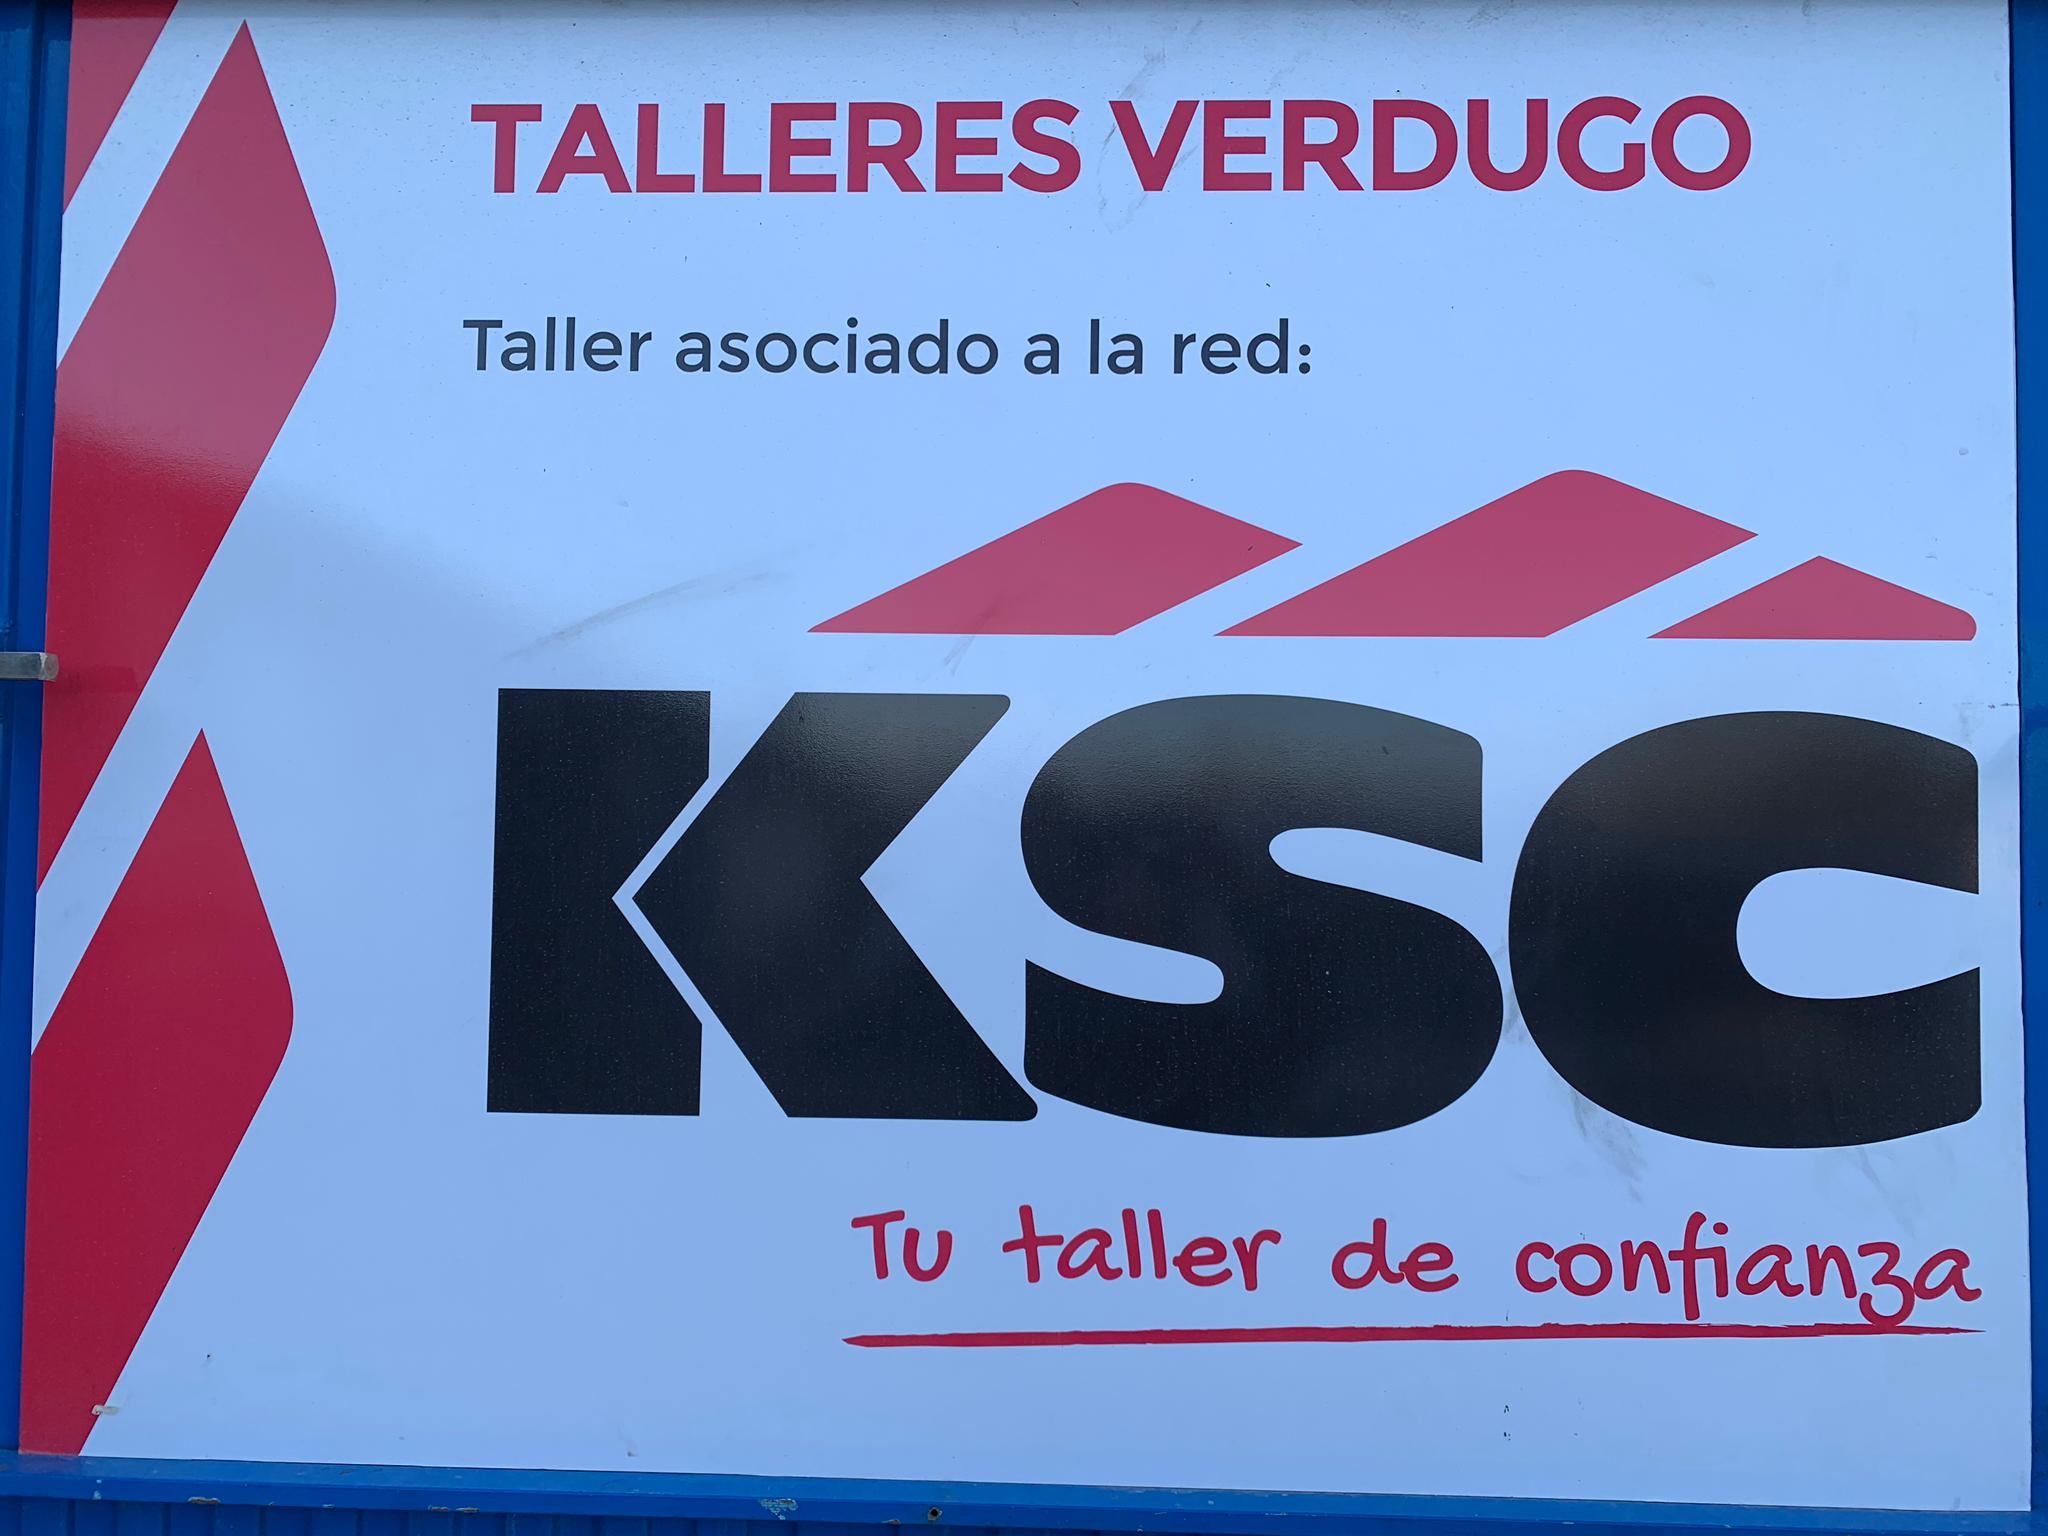 TALLERES VERDUGO
Taller asociado a la red:
KSC
Tu taller de confianza